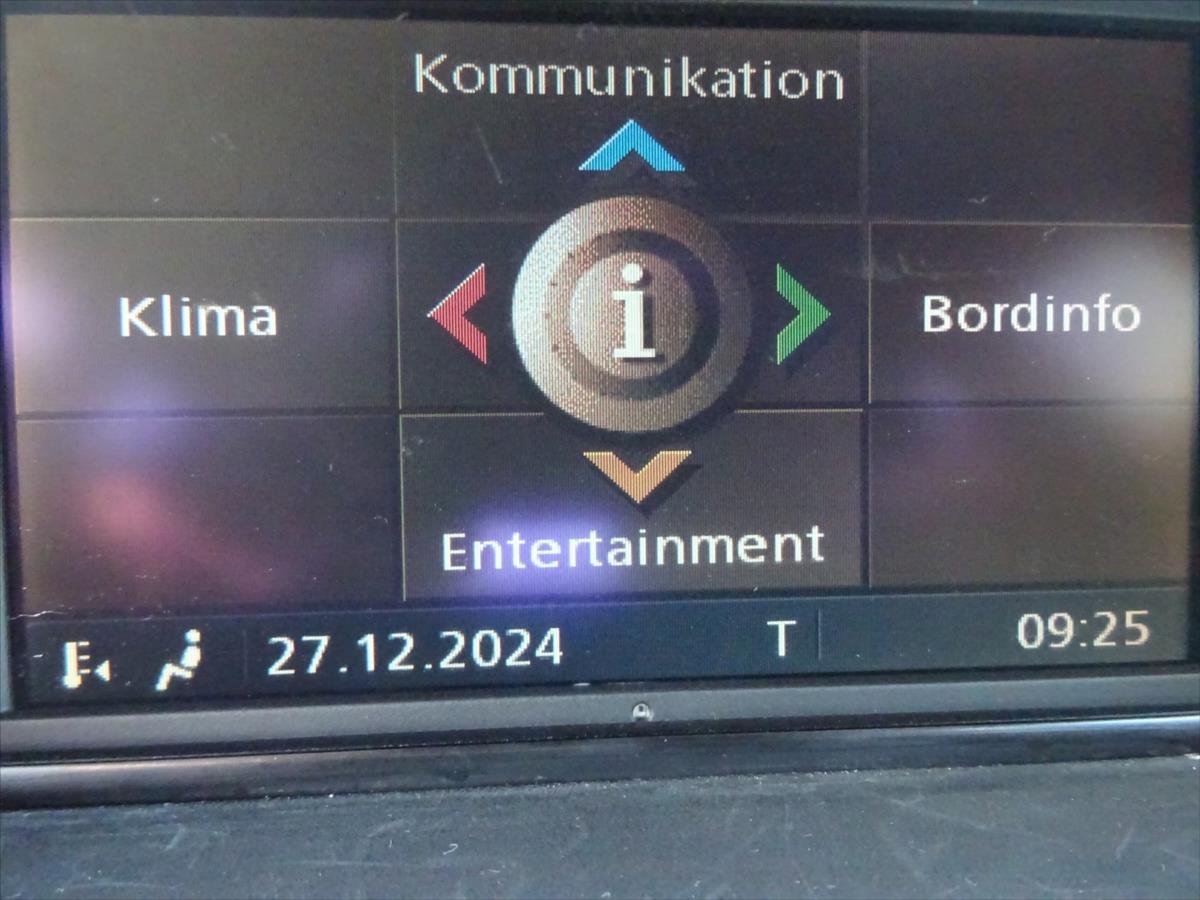 Kommunikation
Klima
i
Bordinfo
Entertainment
27.12.2024 T 09:25